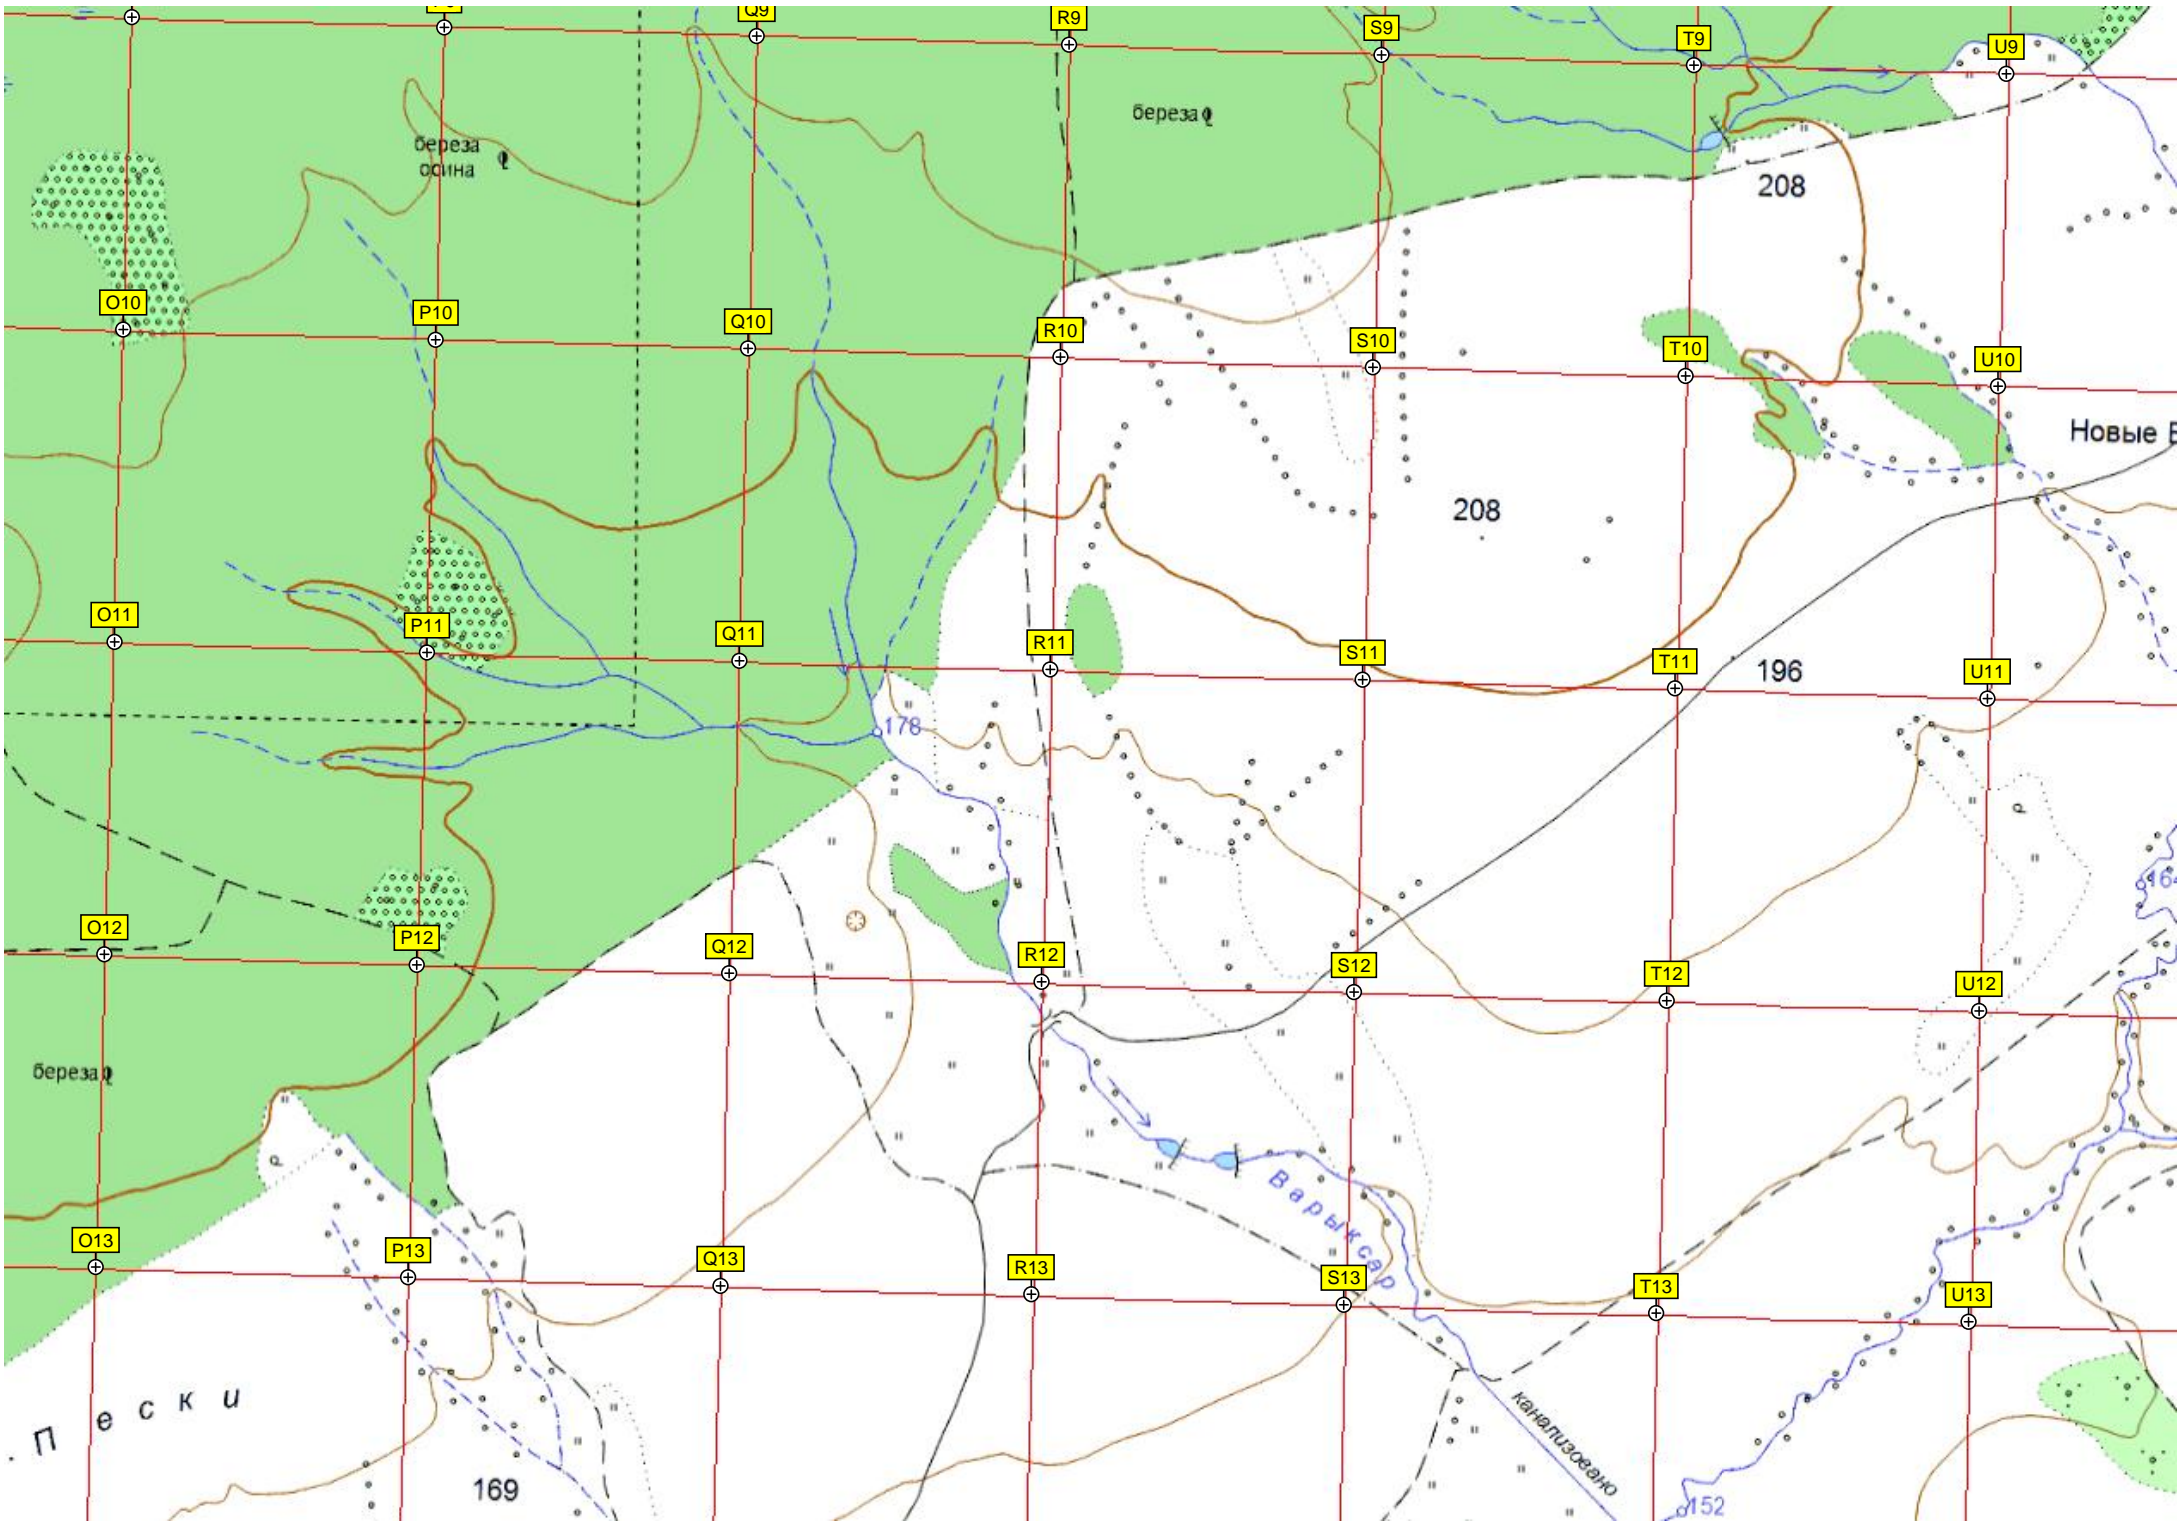 Q9
R9
S9
T9
U9
береза
береза
осина
208
O10
P10
Q10
R10
S10
T10
U10
Новые
208
O11
P11
Q11
R11
S11
T11
U11
196
178
164
O12
P12
Q12
R12
S12
T12
U12
береза
Варыксар
O13
P13
Q13
R13
S13
T13
U13
Пески
канализовано
169
152